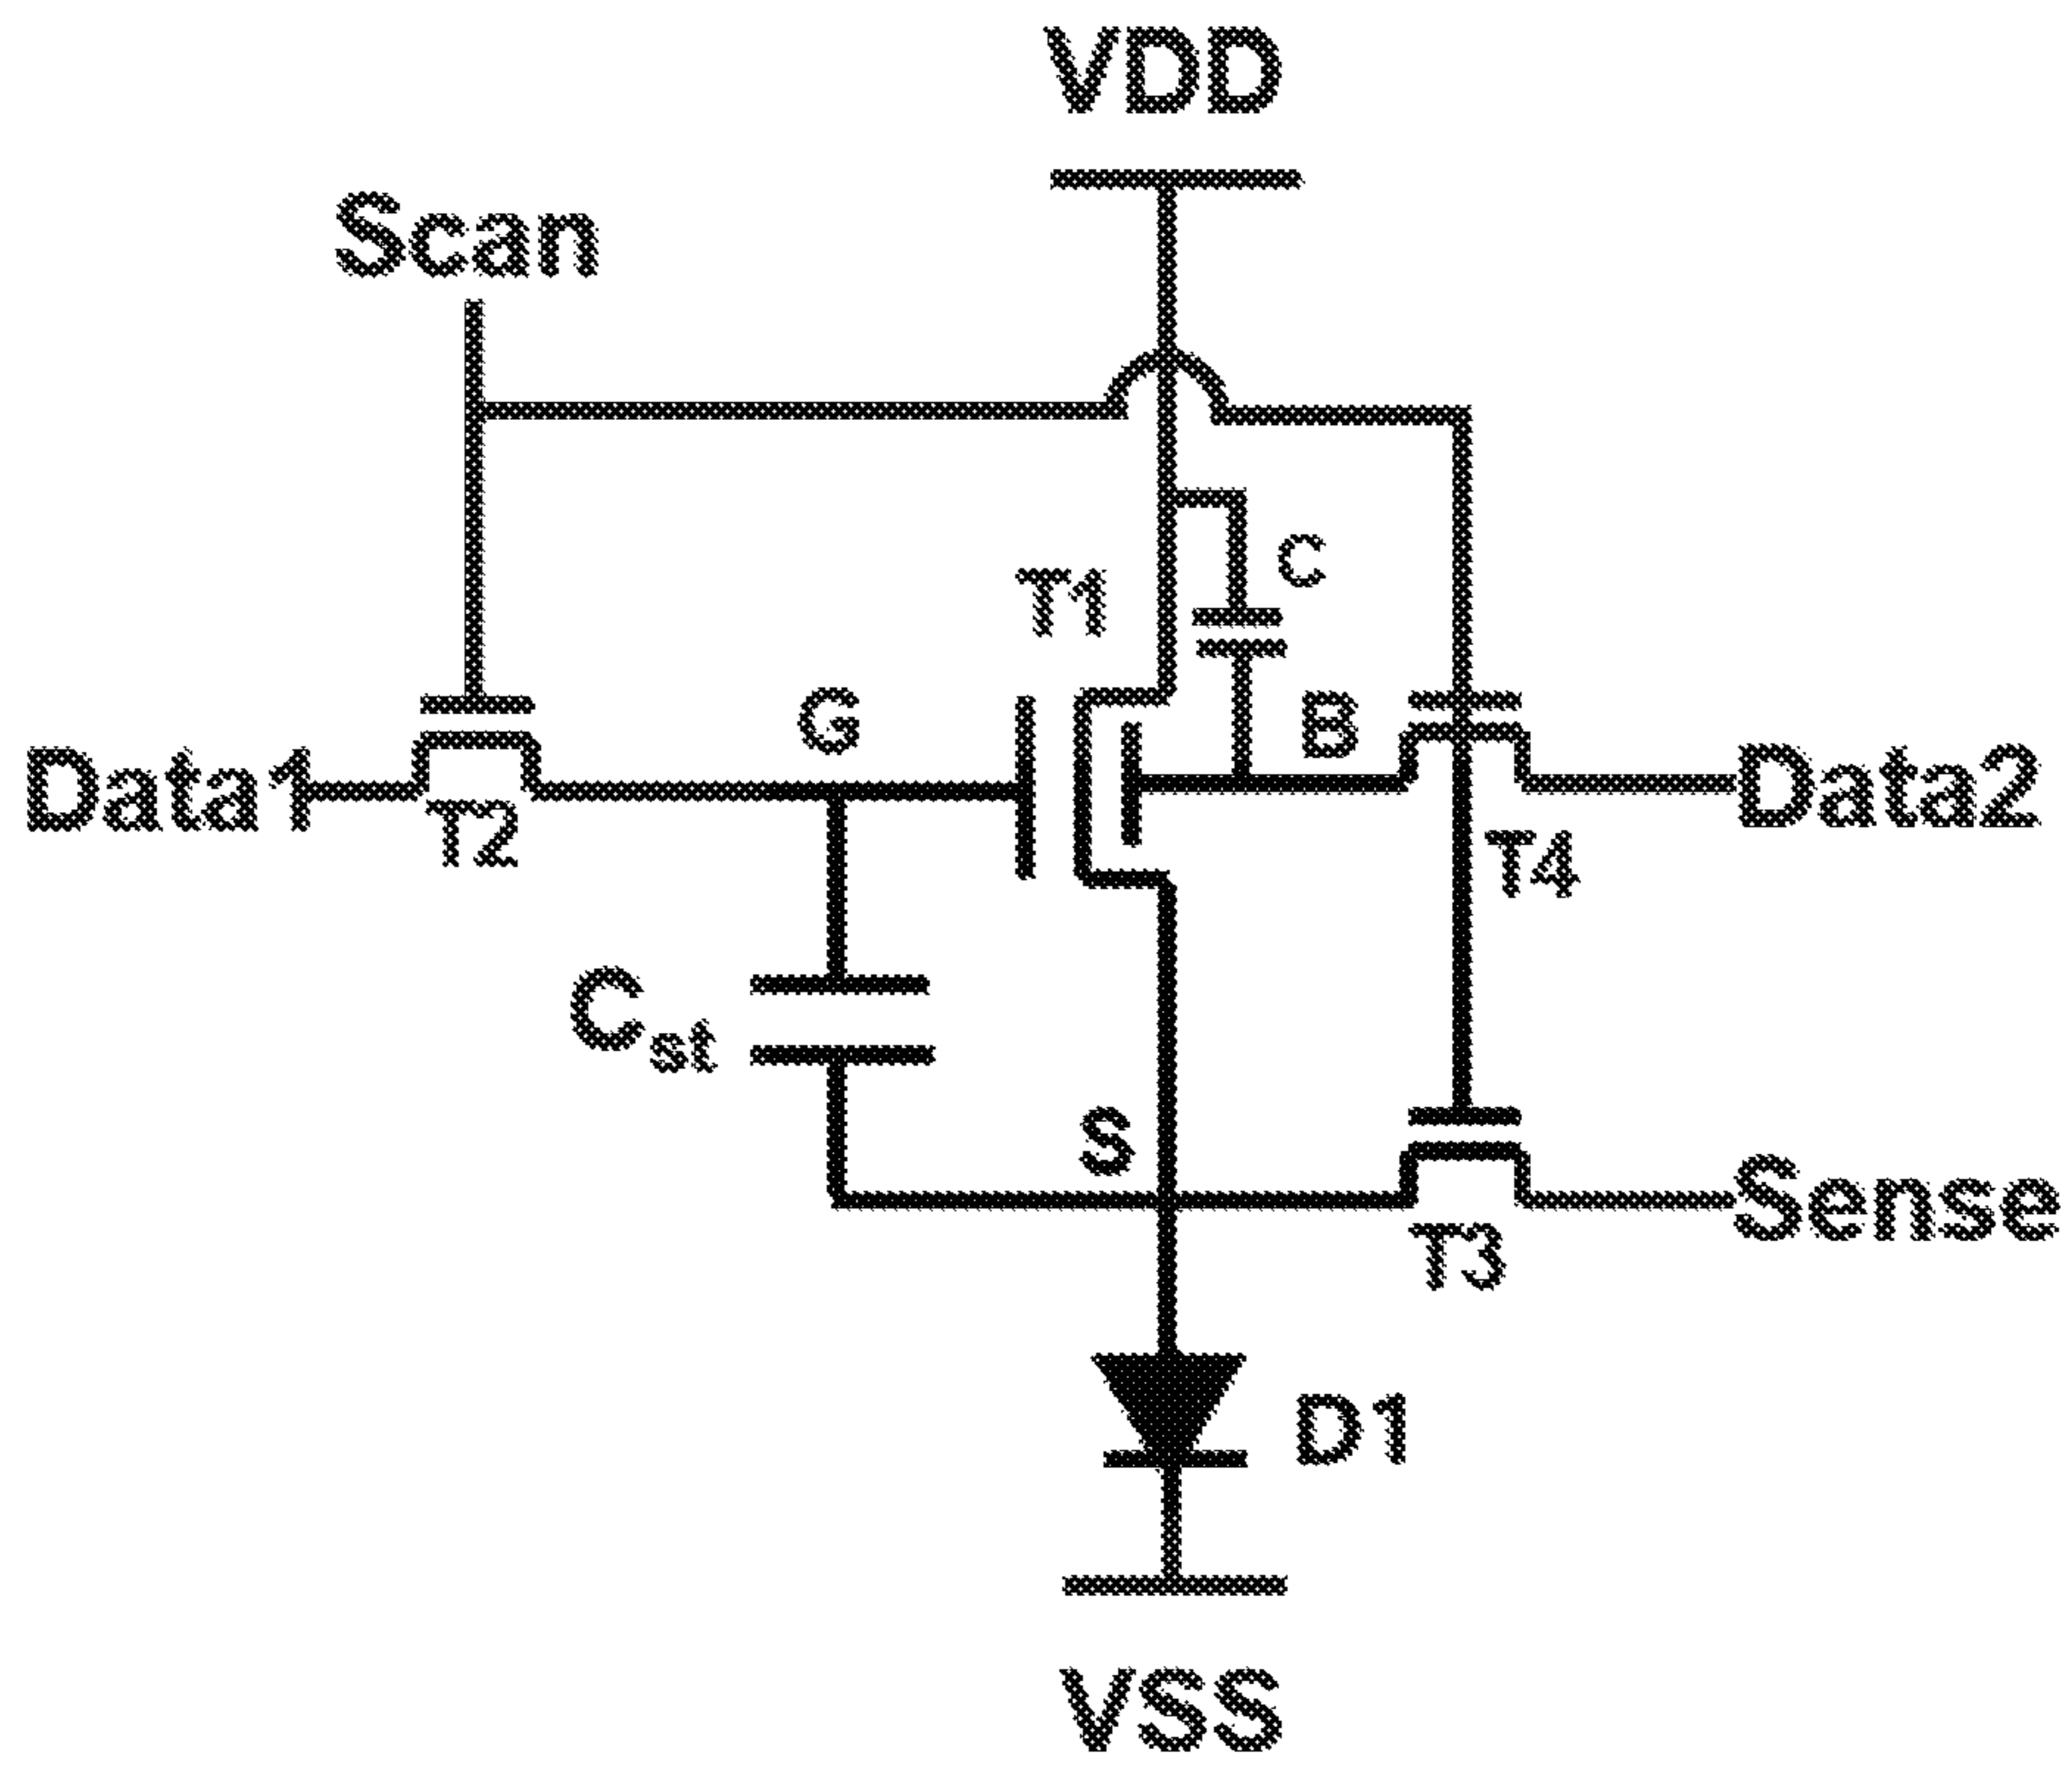 VDD
Scan
C
T1
G
B
Data1
Data2
T2
T4
Cst
S
Sense
T3
D1
VSS